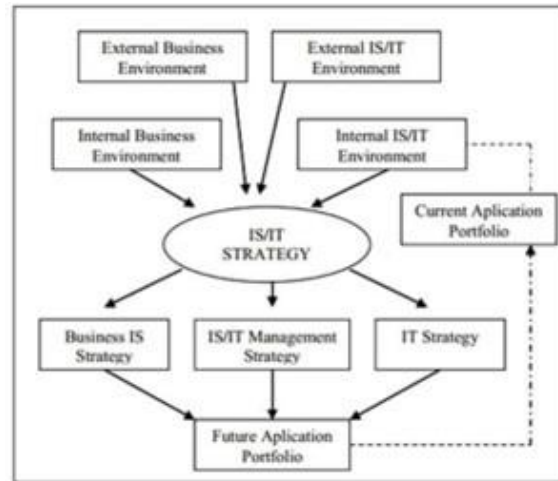 External Business
Environment
External IS/IT
Environment
Internal Business
Environment
Internal IS/IT
Environment
Current Aplication
Portfolio
IS/IT
STRATEGY
Business IS
Strategy
IS/IT Management
Strategy
IT Strategy
Future Aplication
Portfolio